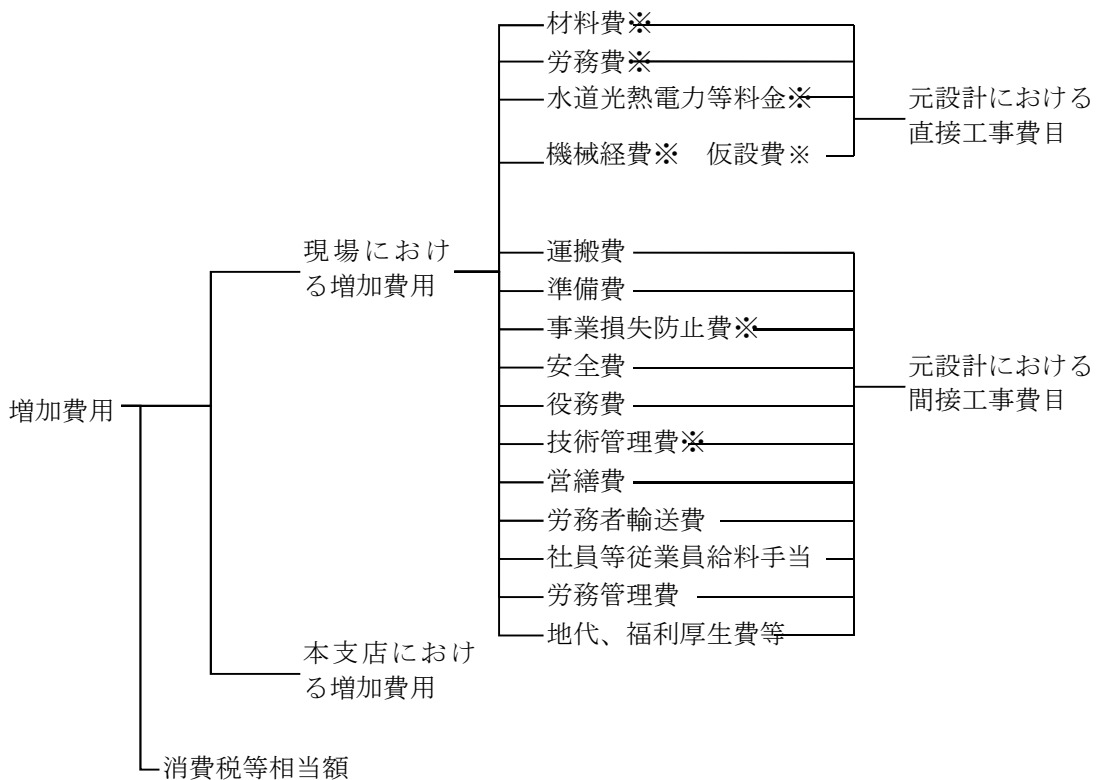 材料費※
労務費※
水道光熱電力等料金※
機械経費※　仮設費※
元設計における
直接工事費目
現場におけ
る増加費用
運搬費
準備費
事業損失防止費※
安全費
役務費
技術管理費※
営繕費
労務者輸送費
社員等従業員給料手当
労務管理費
地代、福利厚生費等
元設計における
間接工事費目
増加費用
本支店におけ
る増加費用
消費税等相当額